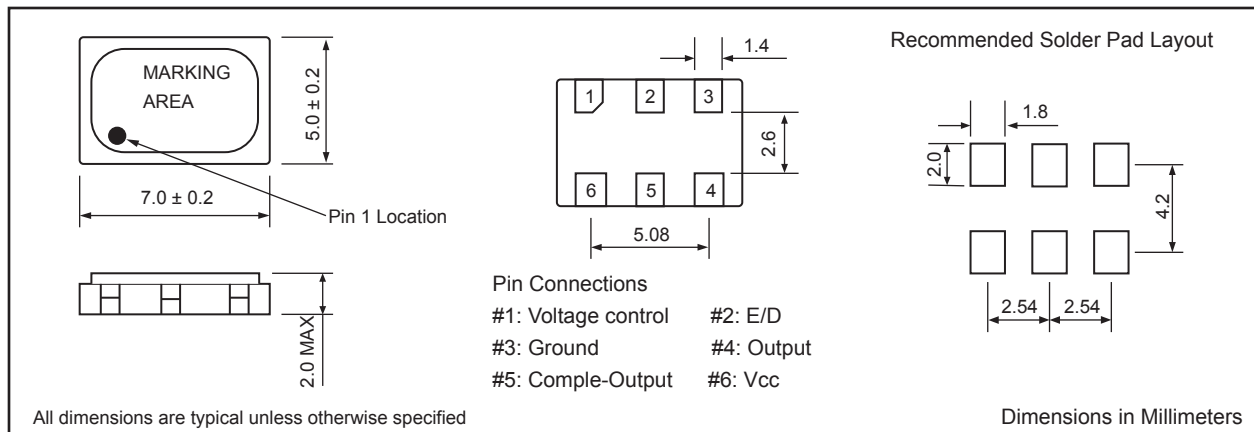 MARKING
AREA
5.0 ± 0.2
7.0 ± 0.2
Pin 1 Location
2.0 MAX
All dimensions are typical unless otherwise specified
1.4
1 2 3
2.6
6 5 4
5.08
Pin Connections
#1: Voltage control #2: E/D
#3: Ground #4: Output
#5: Comple-Output #6: Vcc
Recommended Solder Pad Layout
1.8
2.0
4.2
2.54 2.54
Dimensions in Millimeters